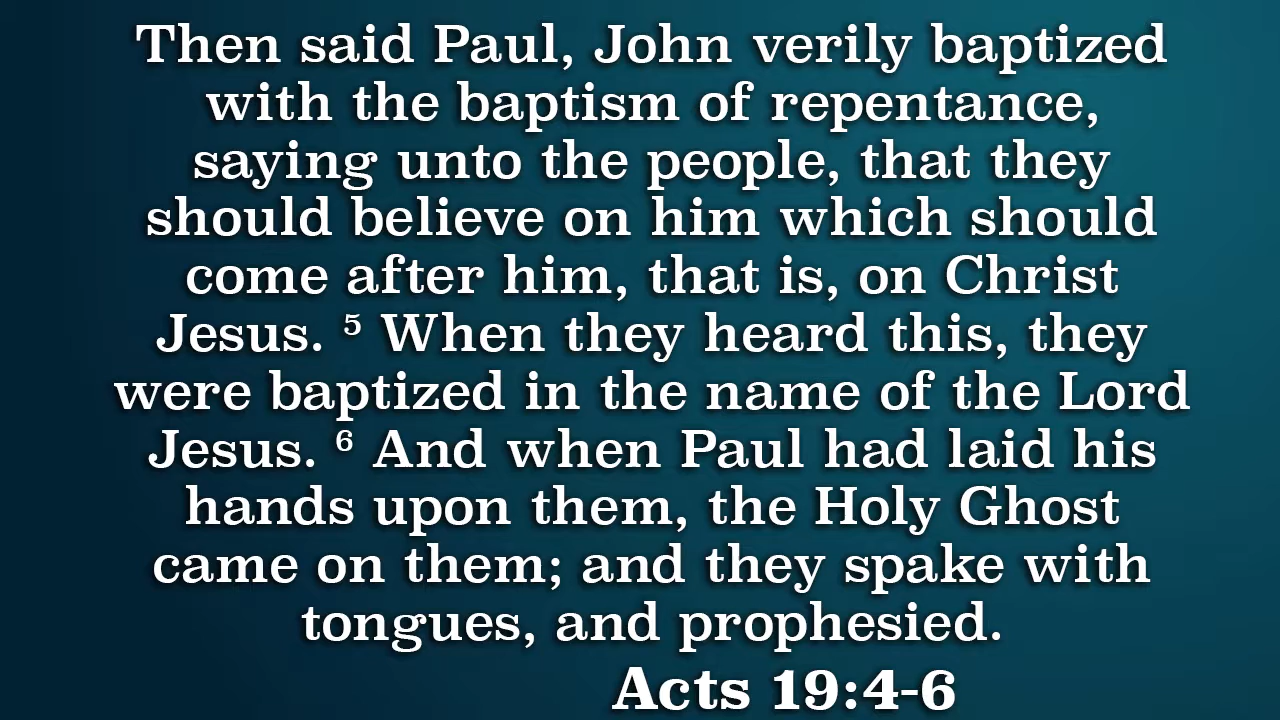 Then said Paul, John verily baptized
with the baptism of repentance,
saying unto the people, that they
should believe on him which should
come after him, that is, on Christ
Jesus. ⁵ When they heard this, they
were baptized in the name of the Lord
Jesus. ⁶ And when Paul had laid his
hands upon them, the Holy Ghost
came on them; and they spake with
tongues, and prophesied.
Acts 19:4-6